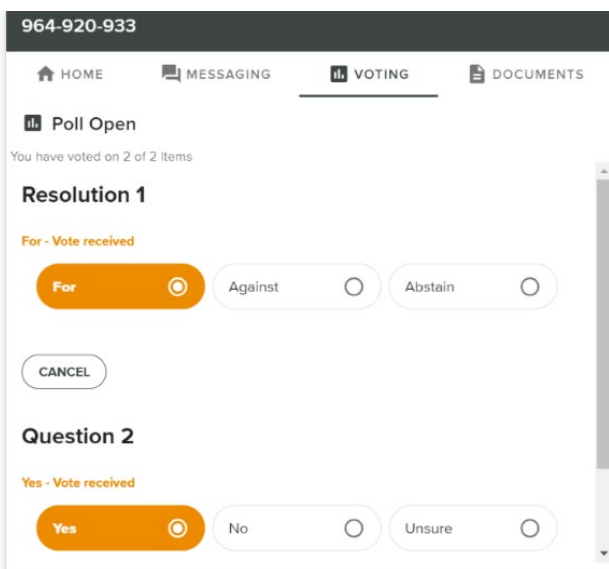 964-920-933
HOME MESSAGING VOTING DOCUMENTS
Poll Open
You have voted on 2 of 2 Items
Resolution 1
For - Vote received
For Against Abstain
CANCEL
Question 2
Yes - Vote received
Yes No Unsure